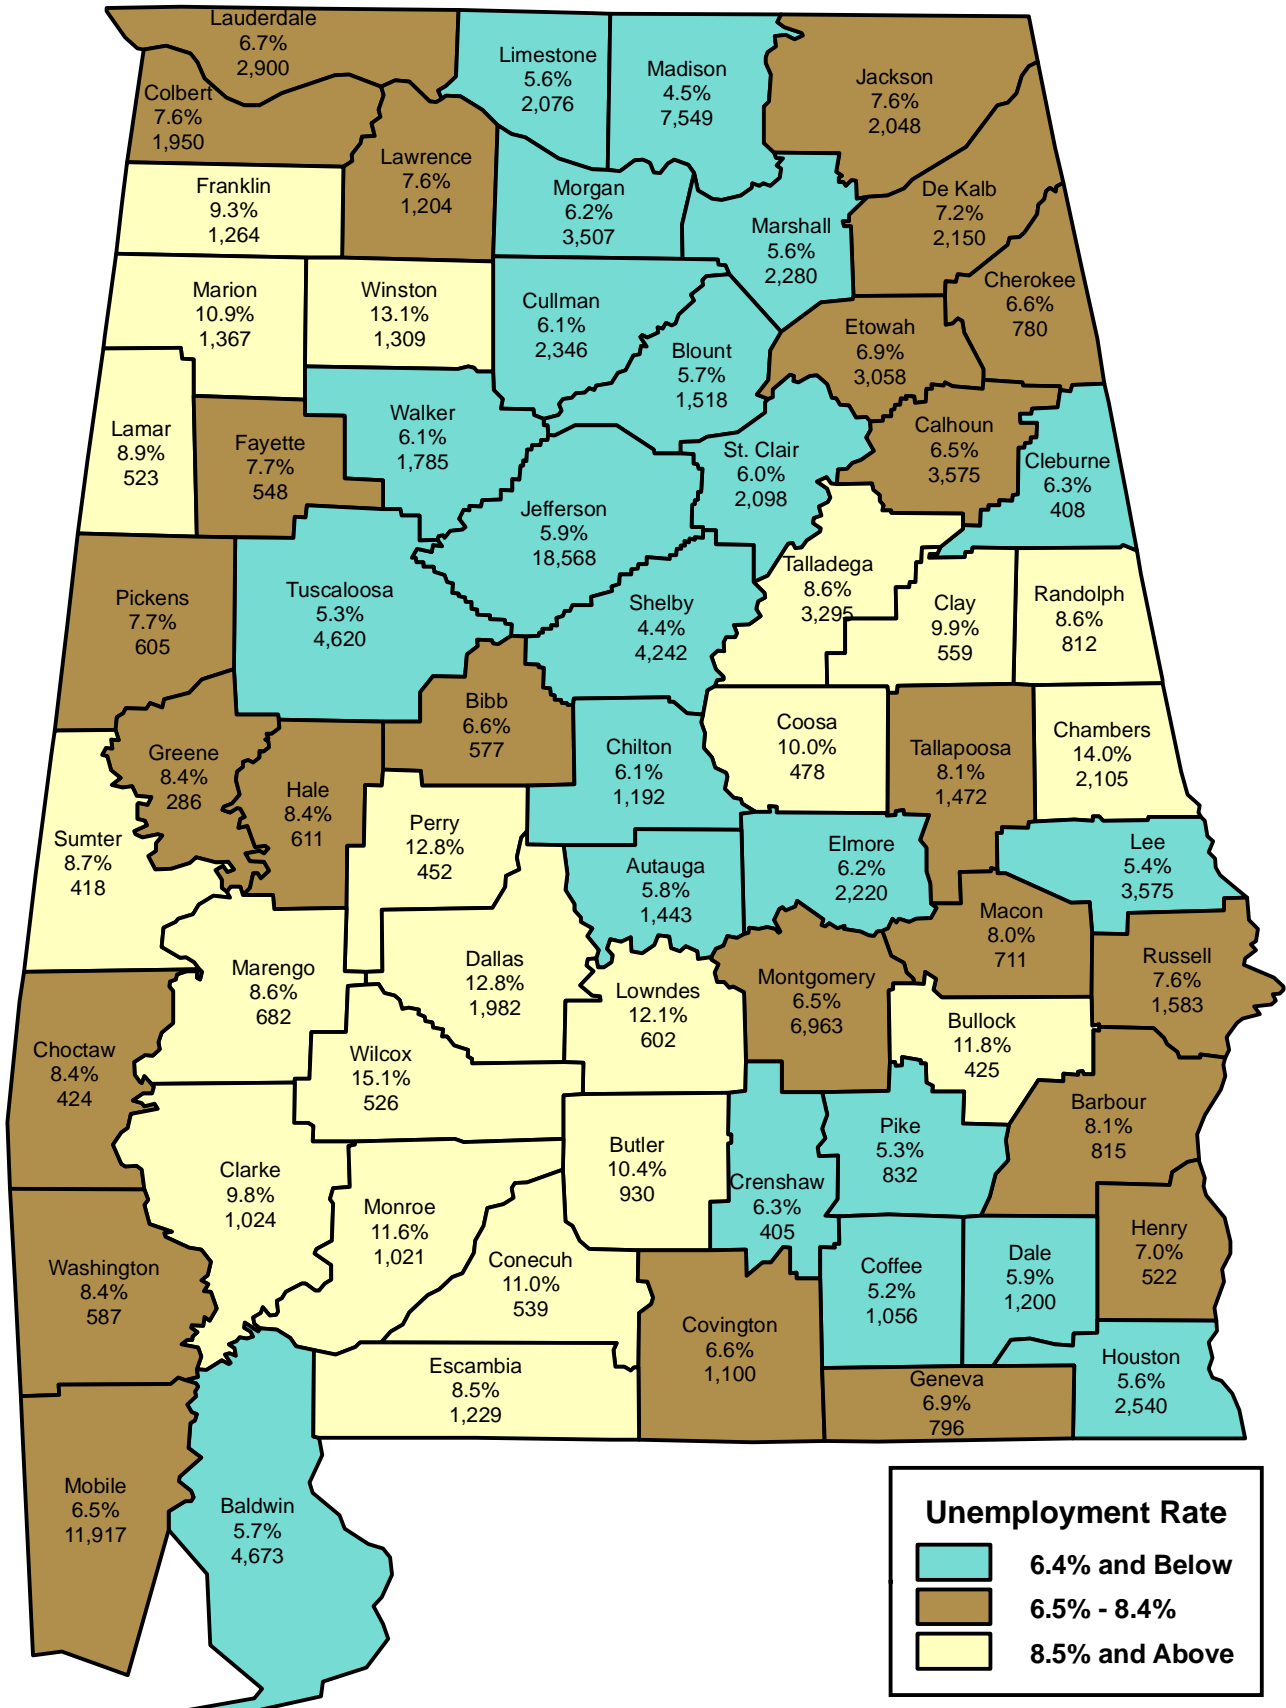 Lauderdale
6.7%
2,900
Limestone
5.6%
2,076
Madison
4.5%
7,549
Jackson
7.6%
2,048
Colbert
7.6%
1,950
Lawrence
7.6%
1,204
Franklin
9.3%
1,264
Morgan
6.2%
3,507
Marshall
5.6%
2,280
De Kalb
7.2%
2,150
Cherokee
6.6%
780
Marion
10.9%
1,367
Winston
13.1%
1,309
Cullman
6.1%
2,346
Blount
5.7%
1,518
Etowah
6.9%
3,058
Lamar
8.9%
523
Fayette
7.7%
548
Walker
6.1%
1,785
St. Clair
6.0%
2,098
Calhoun
6.5%
3,575
Cleburne
6.3%
408
Jefferson
5.9%
18,568
Pickens
7.7%
605
Tuscaloosa
5.3%
4,620
Shelby
4.4%
4,242
Talladega
8.6%
3,295
Clay
9.9%
559
Randolph
8.6%
812
Bibb
6.6%
577
Greene
8.4%
286
Hale
8.4%
611
Chilton
6.1%
1,192
Coosa
10.0%
478
Tallapoosa
8.1%
1,472
Chambers
14.0%
2,105
Sumter
8.7%
418
Perry
12.8%
452
Autauga
5.8%
1,443
Elmore
6.2%
2,220
Lee
5.4%
3,575
Macon
8.0%
711
Russell
7.6%
1,583
Marengo
8.6%
682
Dallas
12.8%
1,982
Lowndes
12.1%
602
Montgomery
6.5%
6,963
Bullock
11.8%
425
Choctaw
8.4%
424
Wilcox
15.1%
526
Barbour
8.1%
815
Clarke
9.8%
1,024
Butler
10.4%
930
Pike
5.3%
832
Crenshaw
6.3%
405
Monroe
11.6%
1,021
Henry
7.0%
522
Washington
8.4%
587
Conecuh
11.0%
539
Coffee
5.2%
1,056
Dale
5.9%
1,200
Covington
6.6%
1,100
Houston
5.6%
2,540
Escambia
8.5%
1,229
Geneva
6.9%
796
Mobile
6.5%
11,917
Baldwin
5.7%
4,673
Unemployment Rate
6.4% and Below
6.5% - 8.4%
8.5% and Above